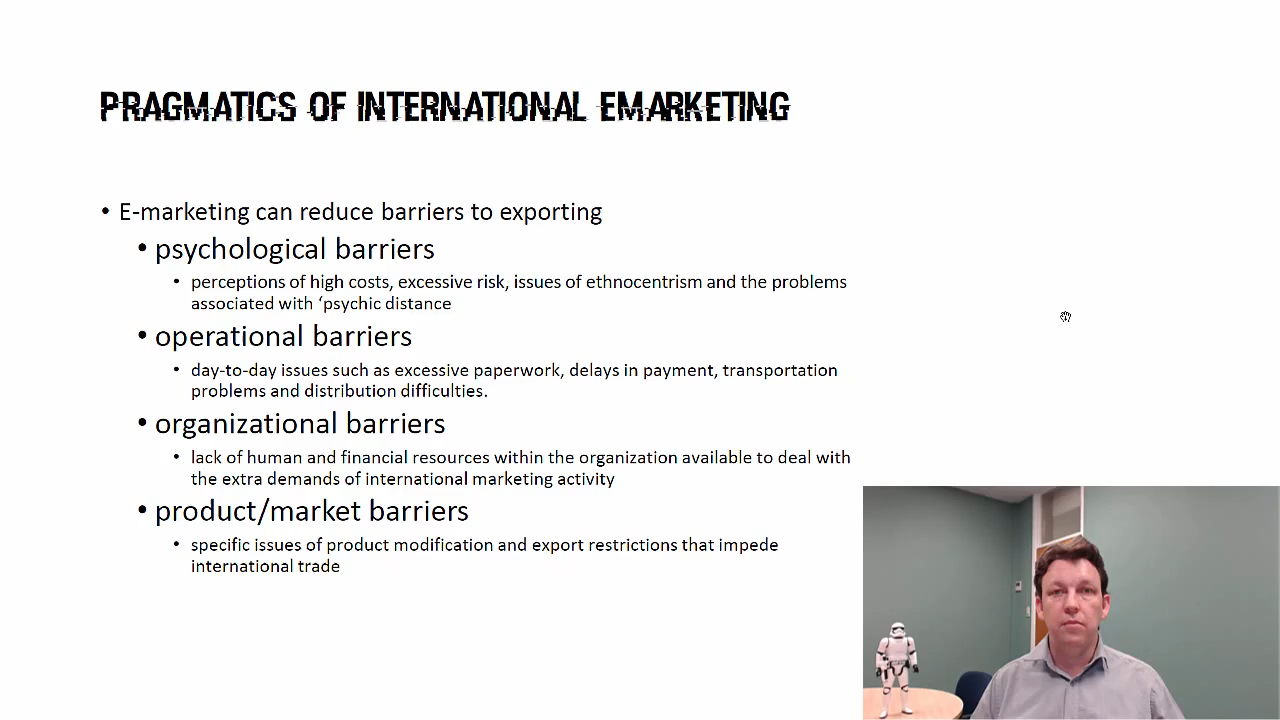 PRAGMATICS OF INTERNATIONAL EMARKETING
• E-marketing can reduce barriers to exporting
• psychological barriers
• perceptions of high costs, excessive risk, issues of ethnocentrism and the problems
associated with ‘psychic distance
• operational barriers
• day-to-day issues such as excessive paperwork, delays in payment, transportation
problems and distribution difficulties.
• organizational barriers
• lack of human and financial resources within the organization available to deal with
the extra demands of international marketing activity
• product/market barriers
• specific issues of product modification and export restrictions that impede
international trade